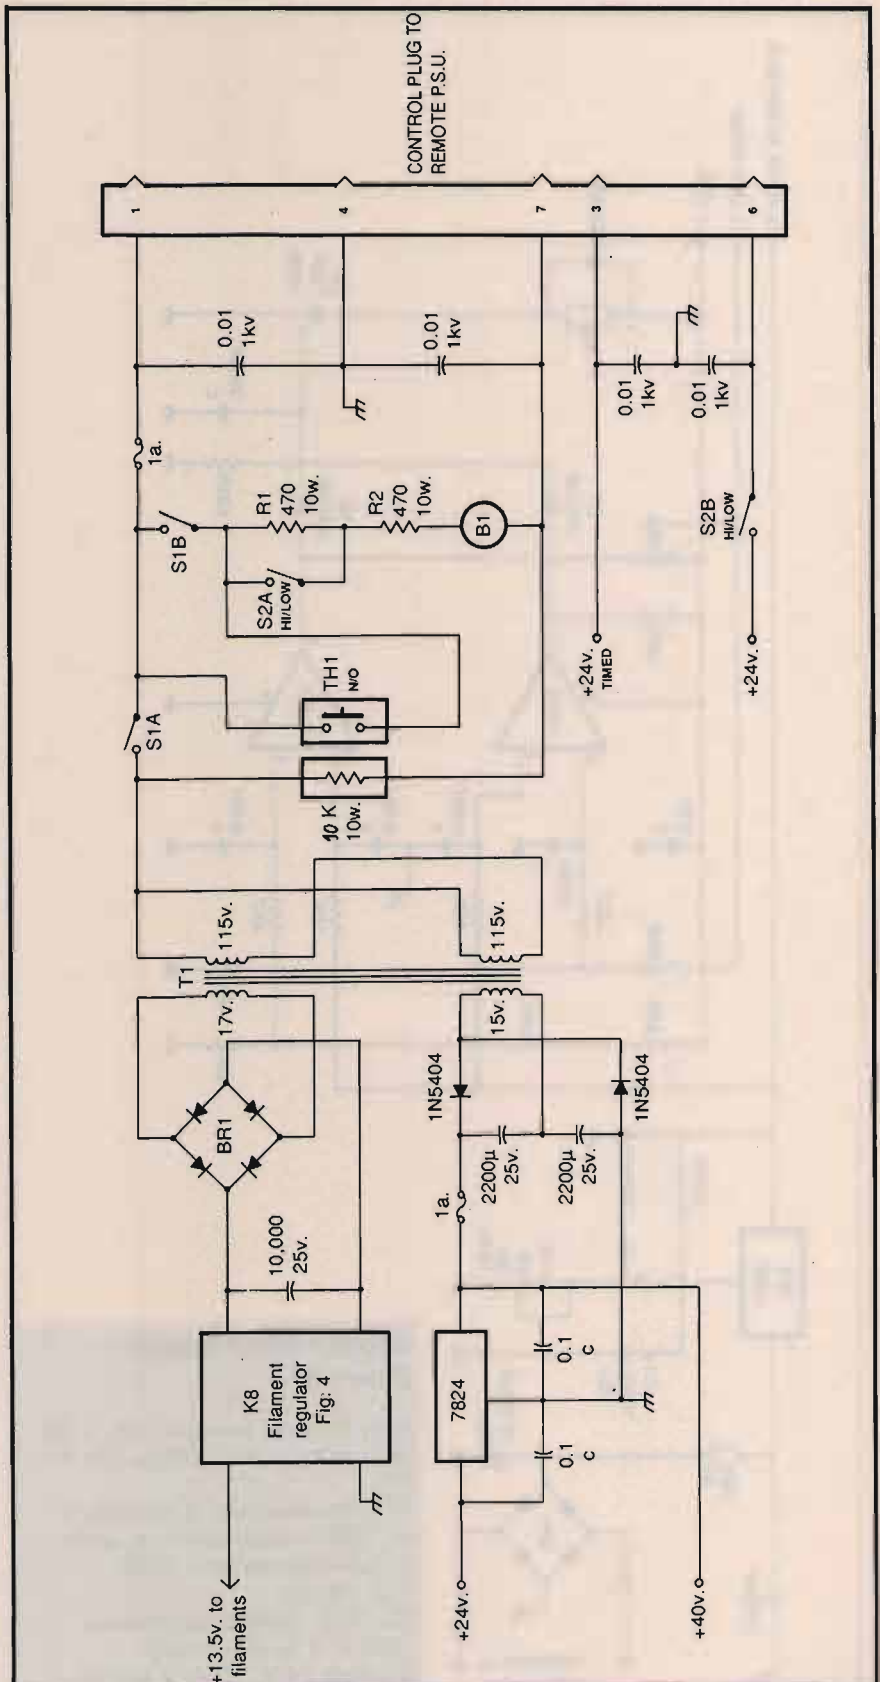 CONTROL PLUG TO
REMOTE P.S.U.
1
4
7
3
6
0.01
1kv
0.01
1kv
0.01
1kv
0.01
1kv
1a.
S1B
R1
470
10w.
R2
470
10w.
B1
S2A
HI/LOW
S2B
HI/LOW
S1A
TH1
N/O
10 K
10w.
+24v.
TIMED
+24v.
T1
115v.
115v.
17v.
15v.
BR1
1N5404
1N5404
2200µ
25v.
2200µ
25v.
1a.
10,000
25v.
K8
Filament
regulator
Fig: 4
7824
0.1
c
0.1
c
+13.5v. to
filaments
+24v.
+40v.